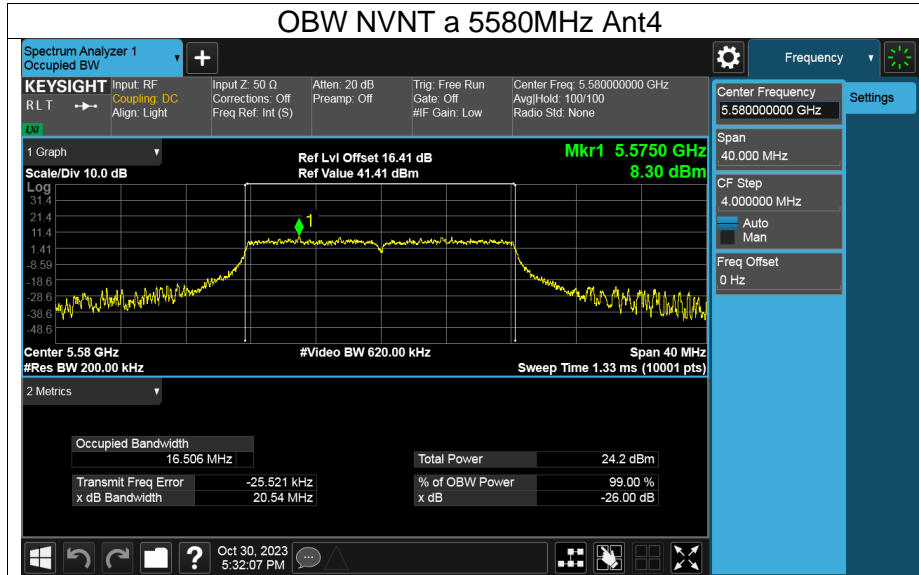 OBW NVNT a 5580MHz Ant4
Spectrum Analyzer 1
Occupied BW
+
Frequency
KEYSIGHT Input: RF Input Z: 50 Ω Atten: 20 dB Trig: Free Run Center Freq: 5.580000000 GHz
RLT Coupling: DC Corrections: Off Preamp: Off Gate: Off Avg|Hold: 100/100
Align: Light Freq Ref: Int (S) #IF Gain: Low Radio Std: None
LXI
Center Frequency
5.580000000 GHz
Settings
Span
40.000 MHz
CF Step
4.000000 MHz
Auto
Man
Freq Offset
0 Hz
1 Graph Ref Lvl Offset 16.41 dB Mkr1 5.5750 GHz
Scale/Div 10.0 dB Ref Value 41.41 dBm 8.30 dBm
Log
31.4
21.4
11.4
1.41
-8.59
-18.6
-28.6
-38.6
-48.6
1
Center 5.58 GHz #Video BW 620.00 kHz Span 40 MHz
#Res BW 200.00 kHz Sweep Time 1.33 ms (10001 pts)
2 Metrics
Occupied Bandwidth
16.506 MHz Total Power 24.2 dBm
Transmit Freq Error -25.521 kHz % of OBW Power 99.00 %
x dB Bandwidth 20.54 MHz x dB -26.00 dB
? Oct 30, 2023
5:32:07 PM